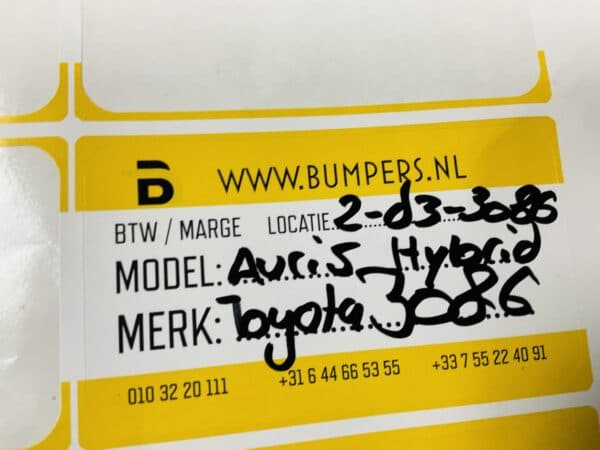 B WWW.BUMPERS.NL
BTW / MARGE LOCATIE: 2-d3-3086
MODEL: Auris Hybrid
MERK: Toyota 3086
010 32 20 111 +31 6 44 66 53 55 +33 7 55 22 40 91